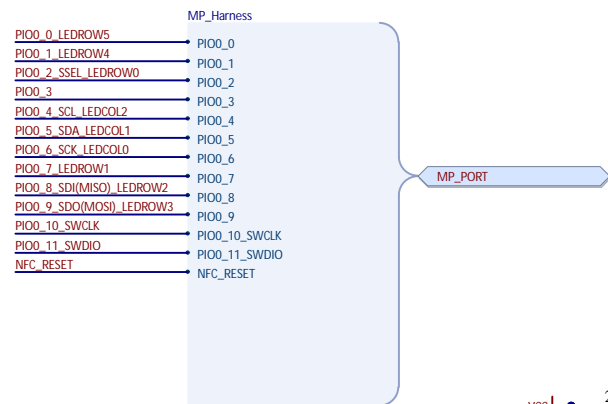 MP_Harness
PIO0_0_LEDROW5 PIO0_0
PIO0_1_LEDROW4 PIO0_1
PIO0_2_SSEL_LEDROW0 PIO0_2
PIO0_3 PIO0_3
PIO0_4_SCL_LEDCOL2 PIO0_4
PIO0_5_SDA_LEDCOL1 PIO0_5
PIO0_6_SCK_LEDCOL0 PIO0_6
PIO0_7_LEDROW1 PIO0_7
MP_PORT
PIO0_8_SDI(MISO)_LEDROW2 PIO0_8
PIO0_9_SDO(MOSI)_LEDROW3 PIO0_9
PIO0_10_SWCLK PIO0_10_SWCLK
PIO0_11_SWDIO PIO0_11_SWDIO
NFC_RESET NFC_RESET